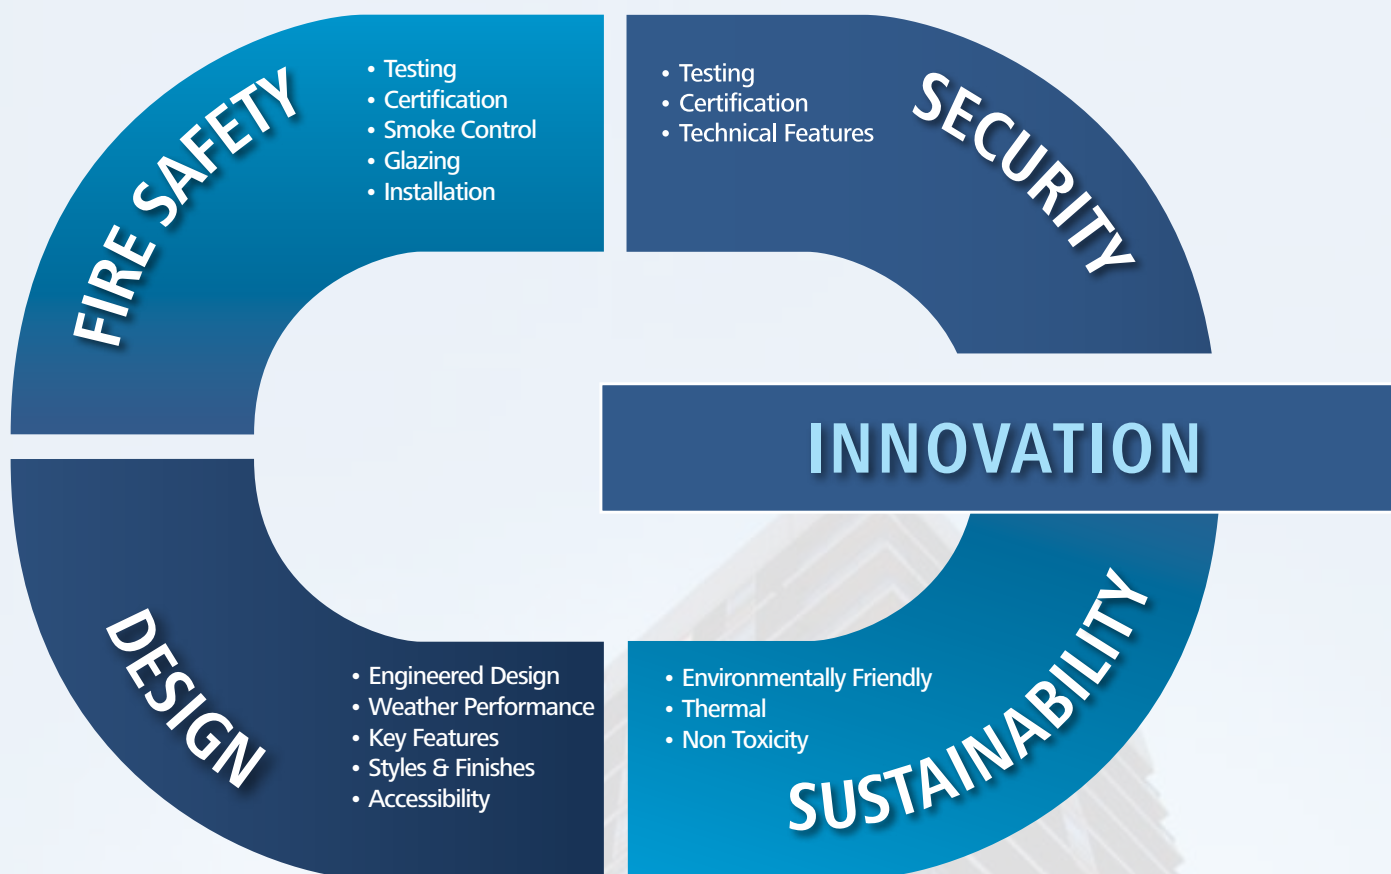 FIRE SAFETY
• Testing
• Certification
• Smoke Control
• Glazing
• Installation
SECURITY
• Testing
• Certification
• Technical Features
INNOVATION
DESIGN
• Engineered Design
• Weather Performance
• Key Features
• Styles & Finishes
• Accessibility
SUSTAINABILITY
• Environmentally Friendly
• Thermal
• Non Toxicity